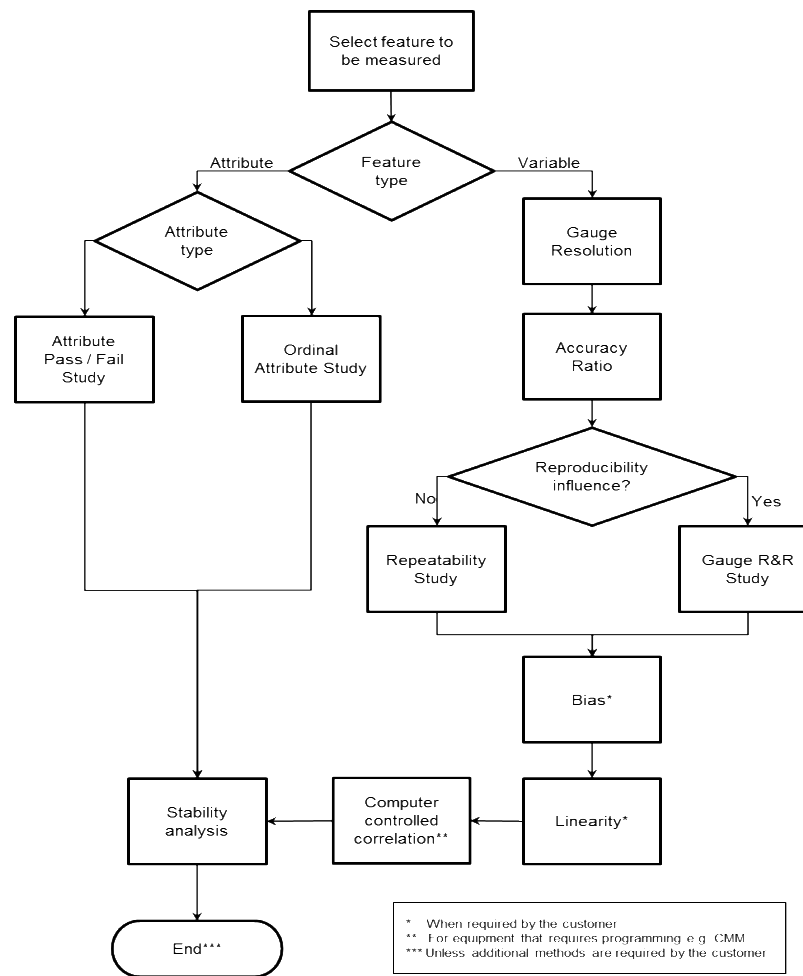 Select feature to
be measured
Feature
type
Attribute
Variable
Attribute
type
Gauge
Resolution
Attribute
Pass / Fail
Study
Ordinal
Attribute Study
Accuracy
Ratio
Reproducibility
influence?
No
Yes
Repeatability
Study
Gauge R&R
Study
Bias*
Stability
analysis
Computer
controlled
correlation**
Linearity*
End***
* When required by the customer
** For equipment that requires programming e.g. CMM
*** Unless additional methods are required by the customer